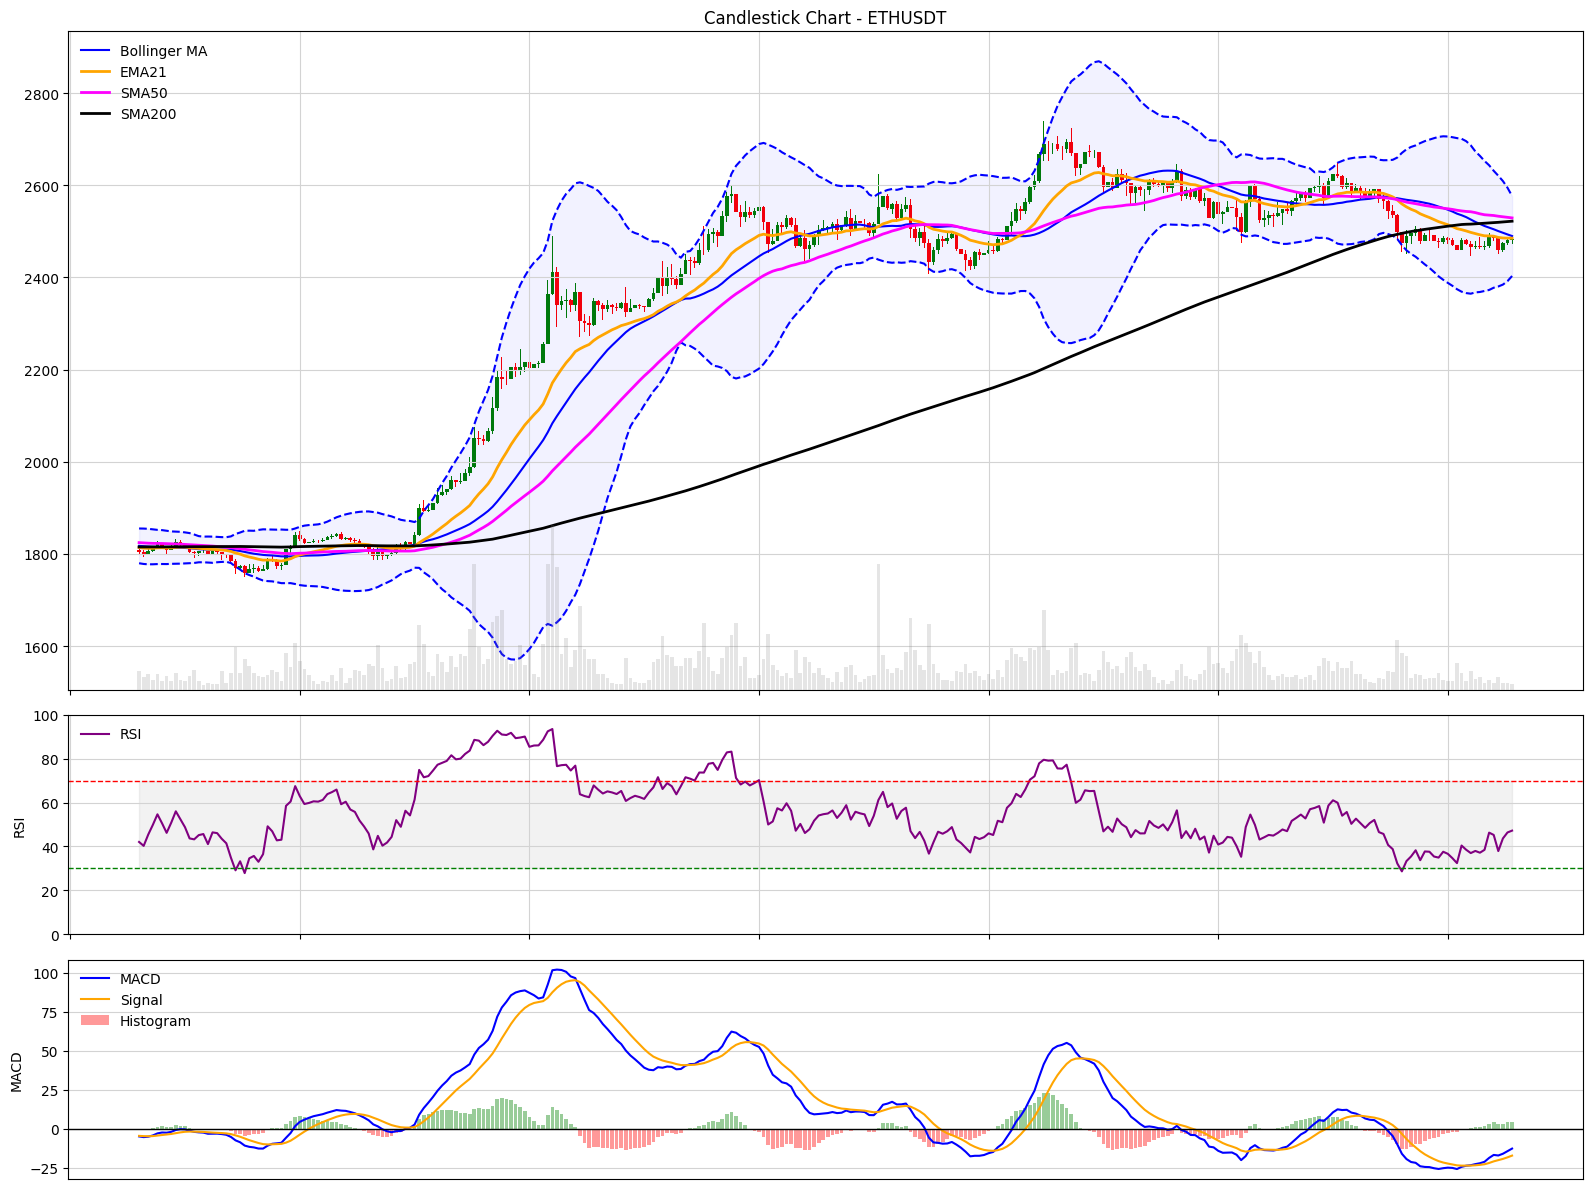 Candlestick Chart - ETHUSDT
Bollinger MA
EMA21
SMA50
SMA200
2800
2600
2400
2200
2000
1800
1600
RSI
100
80
60
40
20
0
RSI
MACD
Signal
Histogram
100
75
50
25
0
−25
MACD